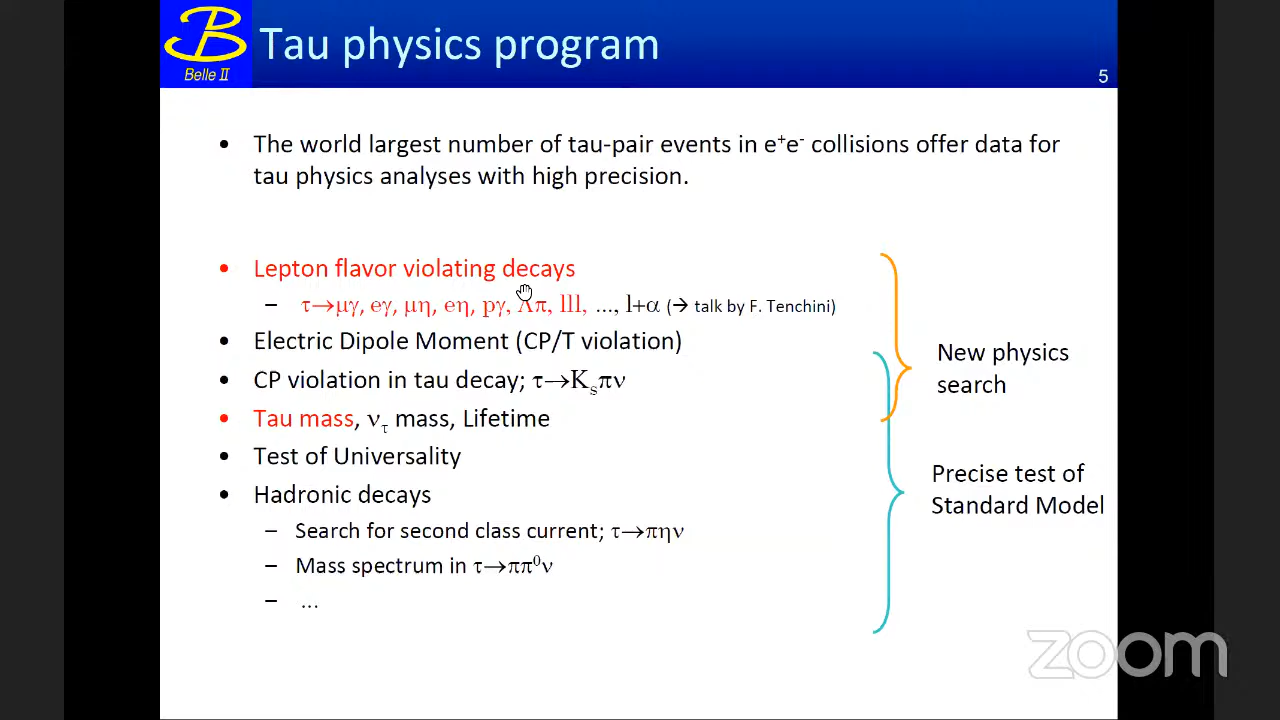 Belle II
Tau physics program
5
• The world largest number of tau-pair events in e⁺e⁻ collisions offer data for
tau physics analyses with high precision.
• Lepton flavor violating decays
– τ→μγ, eγ, μη, eη, pγ, Λπ, lll, ..., l+α (→ talk by F. Tenchini)
• Electric Dipole Moment (CP/T violation)
• CP violation in tau decay; τ→Kₛπν
• Tau mass, ντ mass, Lifetime
• Test of Universality
• Hadronic decays
– Search for second class current; τ→πην
– Mass spectrum in τ→ππ⁰ν
– ...
New physics
search
Precise test of
Standard Model
zoom